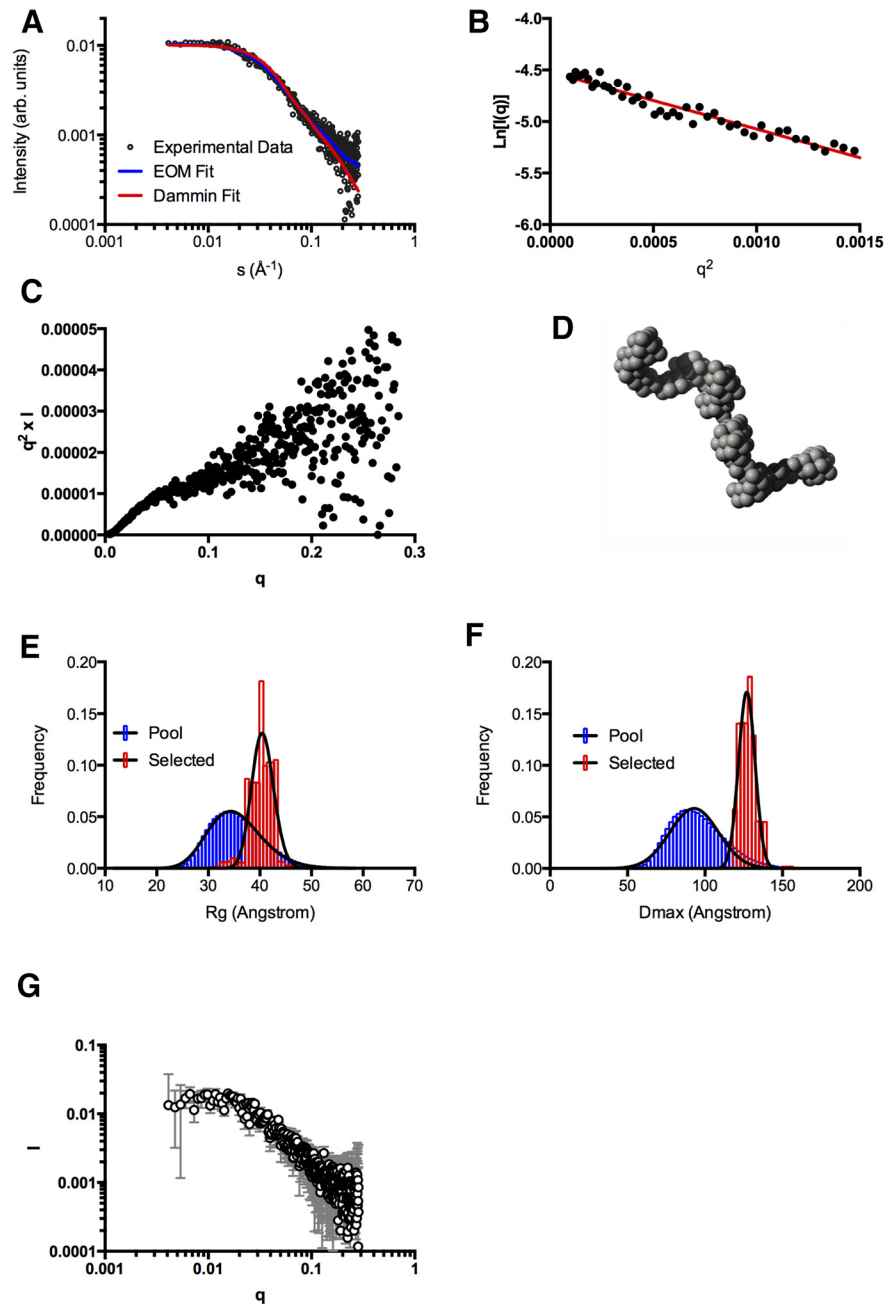 A
Intensity (arb. units)
0.01
0.001
0.0001
Experimental Data
EOM Fit
Dammin Fit
0.001
0.01
0.1
1
s (Å⁻¹)
B
Ln[I(q)]
-4.0
-4.5
-5.0
-5.5
-6.0
0.0000
0.0005
0.0010
0.0015
q²
C
q² x I
0.00005
0.00004
0.00003
0.00002
0.00001
0.00000
0.0
0.1
0.2
0.3
q
D
E
Frequency
0.20
0.15
0.10
0.05
0.00
Pool
Selected
10
20
30
40
50
60
70
Rg (Angstrom)
F
Frequency
0.20
0.15
0.10
0.05
0.00
Pool
Selected
0
50
100
150
200
Dmax (Angstrom)
G
I
0.1
0.01
0.001
0.0001
0.001
0.01
0.1
1
q